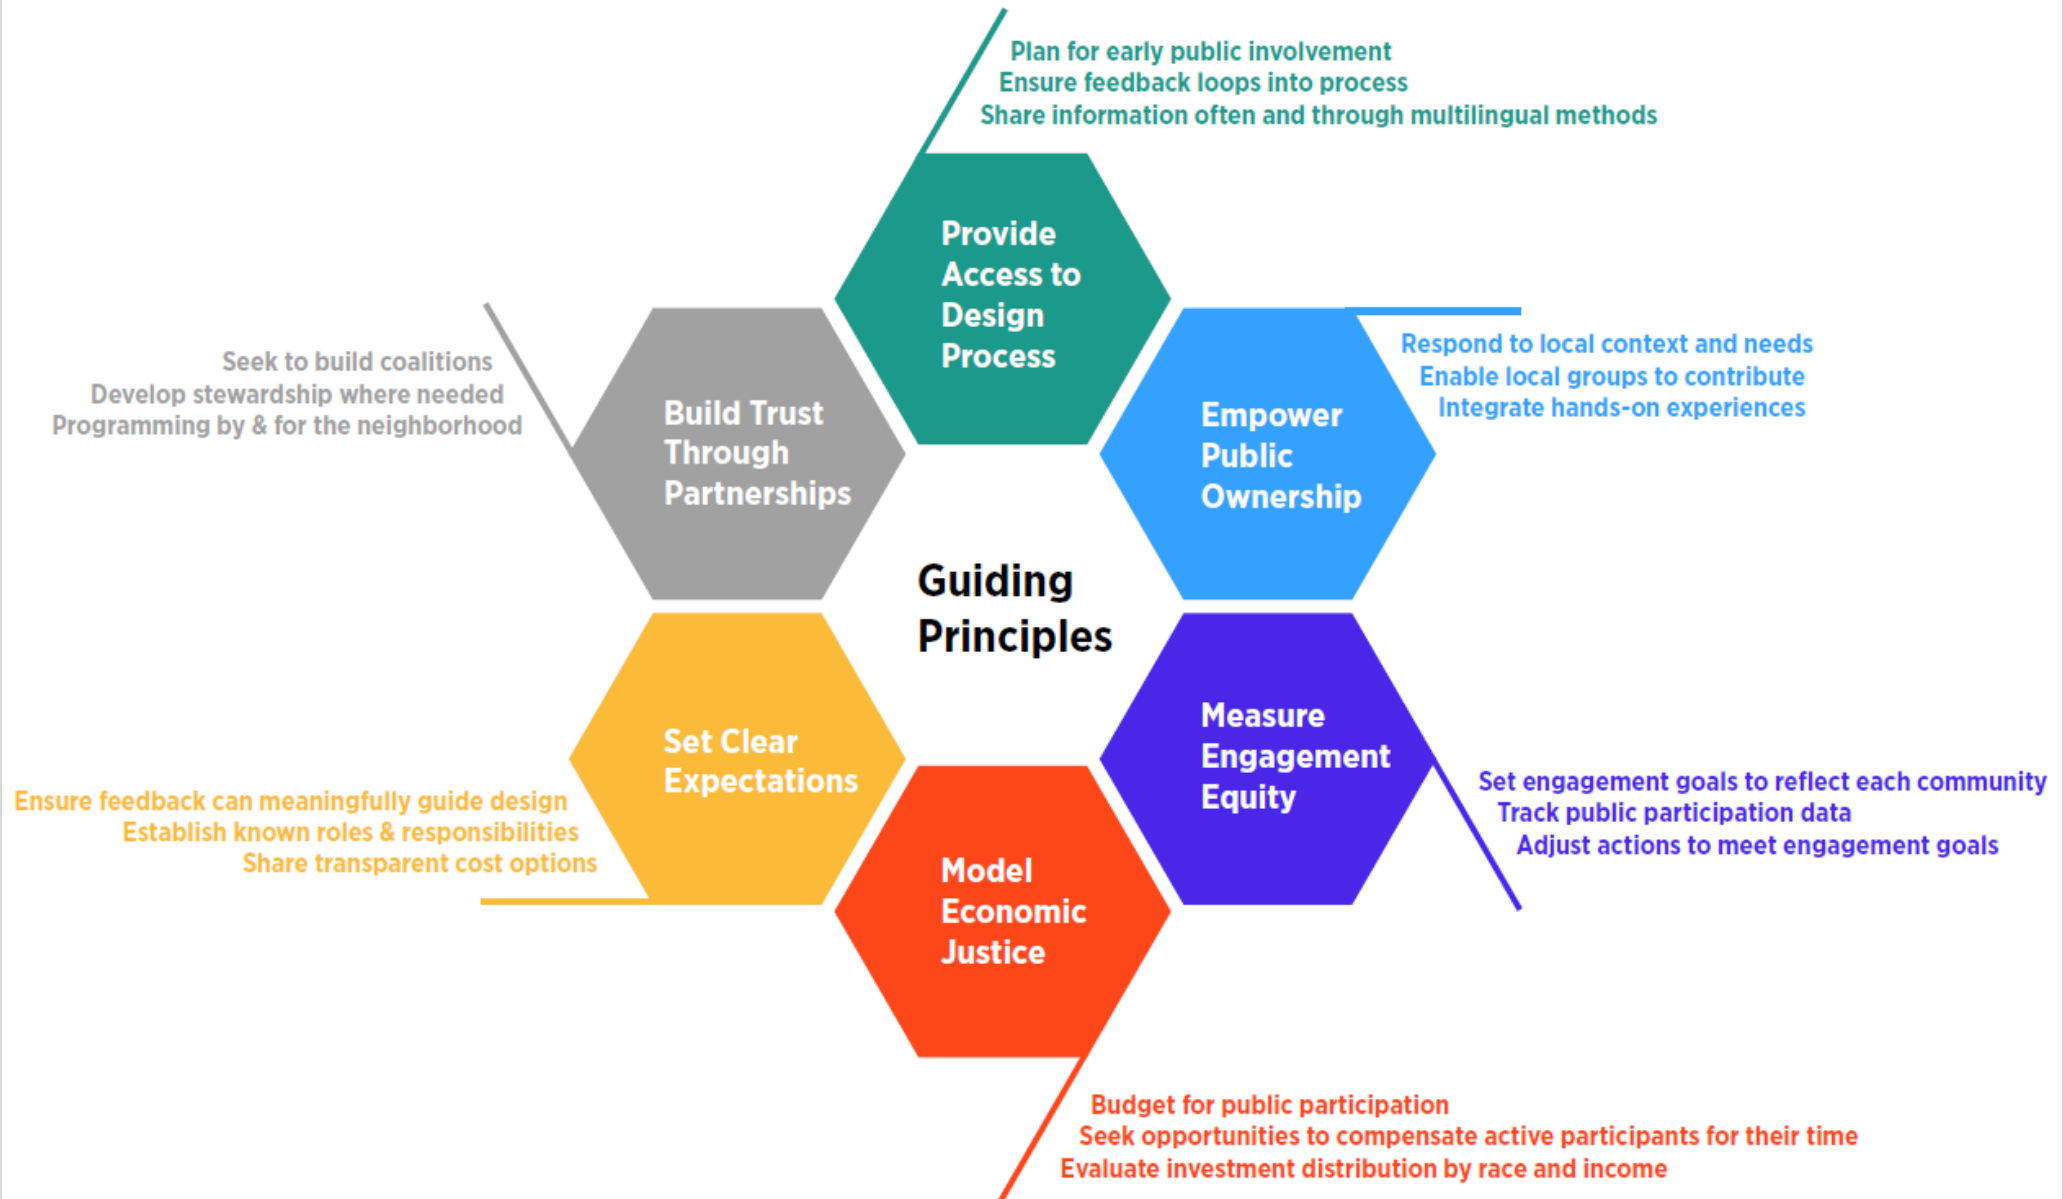 Plan for early public involvement
Ensure feedback loops into process
Share information often and through multilingual methods
Provide
Access to
Design
Process
Respond to local context and needs
Enable local groups to contribute
Integrate hands-on experiences
Empower
Public
Ownership
Seek to build coalitions
Develop stewardship where needed
Programming by & for the neighborhood
Build Trust
Through
Partnerships
Guiding
Principles
Measure
Engagement
Equity
Set engagement goals to reflect each community
Track public participation data
Adjust actions to meet engagement goals
Set Clear
Expectations
Ensure feedback can meaningfully guide design
Establish known roles & responsibilities
Share transparent cost options
Model
Economic
Justice
Budget for public participation
Seek opportunities to compensate active participants for their time
Evaluate investment distribution by race and income